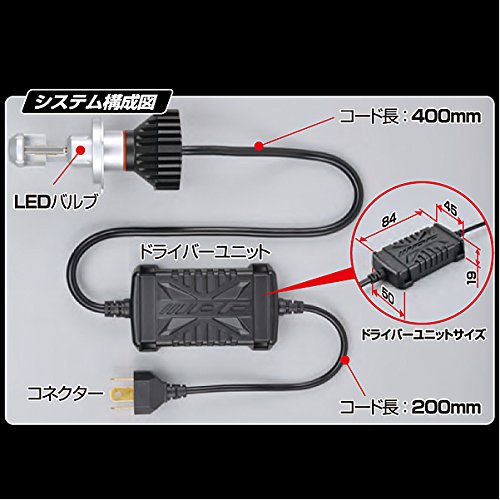 システム構成図
コード長：400mm
LEDバルブ
ドライバーユニット
84
45
19
50
ドライバーユニットサイズ
コネクター
コード長：200mm